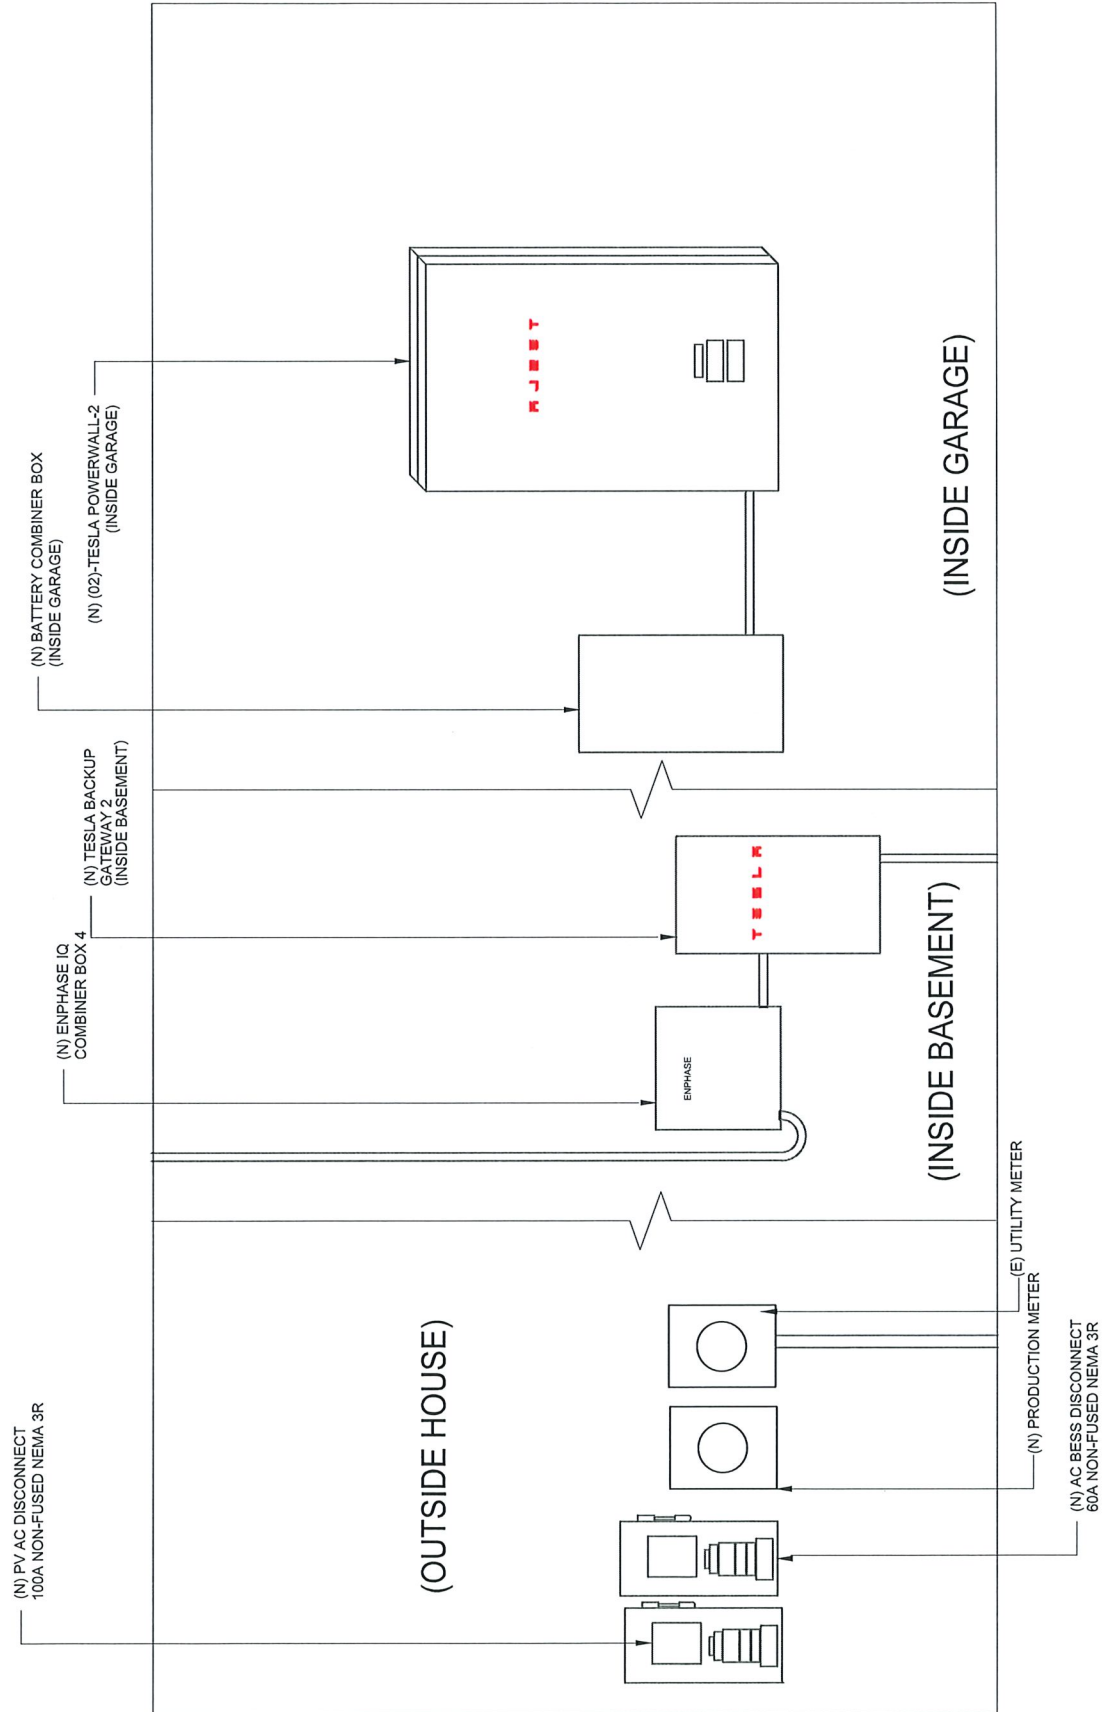 (N) PV AC DISCONNECT
100A NON-FUSED NEMA 3R
(N) ENPHASE IQ
COMBINER BOX 4
(N) TESLA BACKUP
GATEWAY 2
(INSIDE BASEMENT)
(N) BATTERY COMBINER BOX
(INSIDE GARAGE)
(N) (02)-TESLA POWERWALL-2
(INSIDE GARAGE)
(OUTSIDE HOUSE)
ENPHASE
TESLA
TESLA
(INSIDE BASEMENT)
(INSIDE GARAGE)
(E) UTILITY METER
(N) PRODUCTION METER
(N) AC BESS DISCONNECT
60A NON-FUSED NEMA 3R